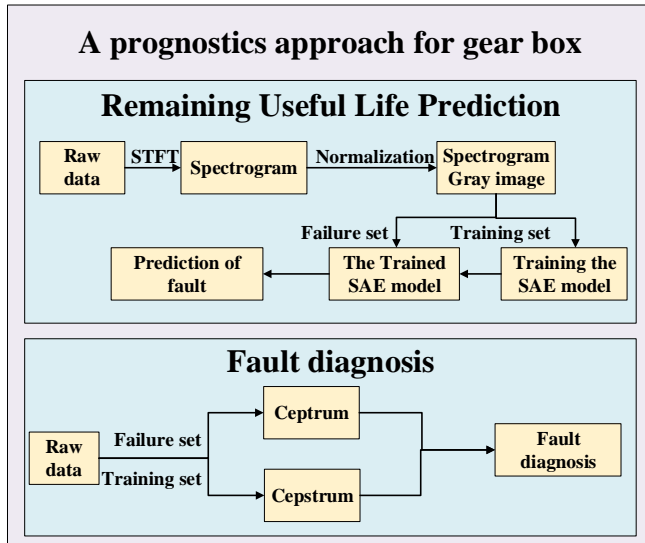 A prognostics approach for gear box
Remaining Useful Life Prediction
Raw
data
STFT
Spectrogram
Normalization
Spectrogram
Gray image
Failure set
Training set
Prediction of
fault
The Trained
SAE model
Training the
SAE model
Fault diagnosis
Raw
data
Failure set
Training set
Ceptrum
Cepstrum
Fault
diagnosis